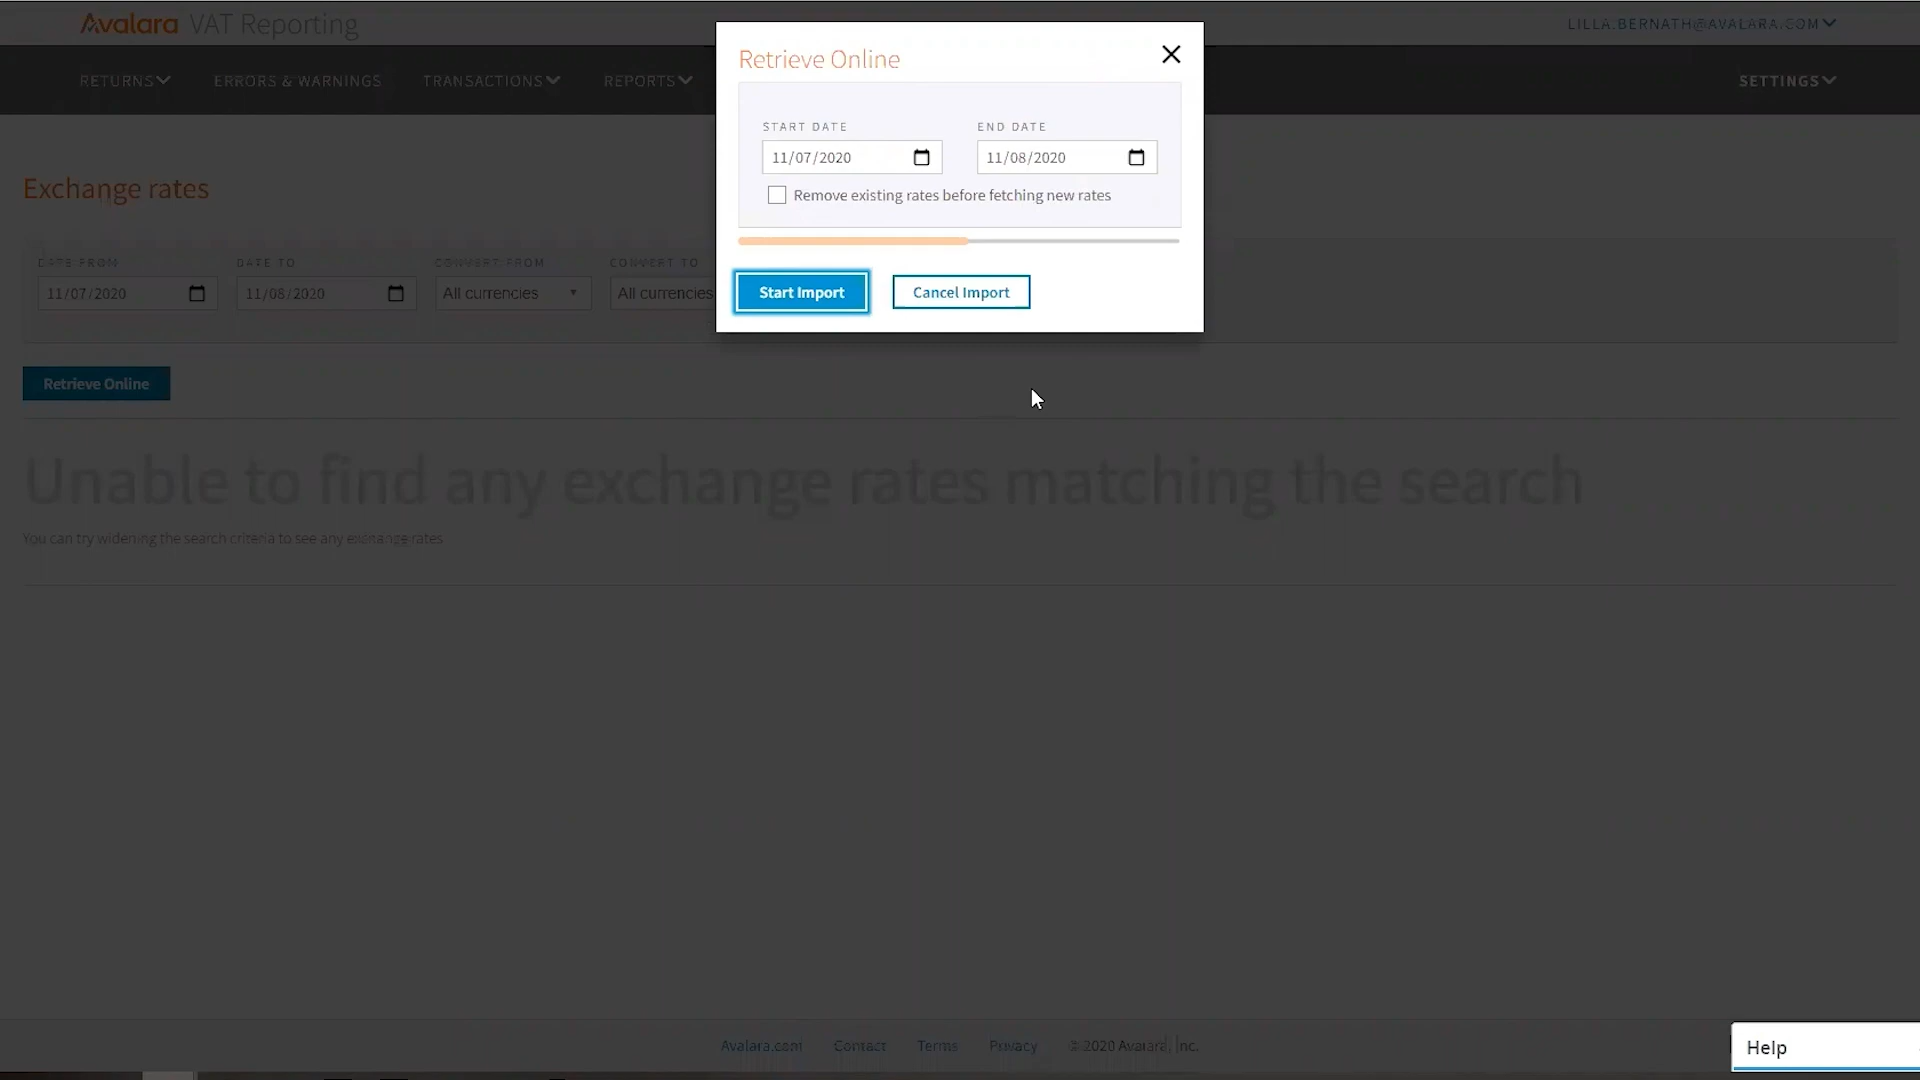 Avalara VAT Reporting
LILLA.BERNATH@AVALARA.COM
RETURNS
ERRORS & WARNINGS
TRANSACTIONS
REPORTS
SETTINGS
Retrieve Online
START DATE
END DATE
11/07/2020
11/08/2020
Remove existing rates before fetching new rates
Start Import
Cancel Import
Exchange rates
DATE FROM
DATE TO
CONVERT FROM
CONVERT TO
11/07/2020
11/08/2020
All currencies
All currencies
Retrieve Online
Unable to find any exchange rates matching the search
You can try widening the search criteria to see any exchange rates
Avalara.com
Contact
Terms
Privacy
© 2020 Avalara, Inc.
Help